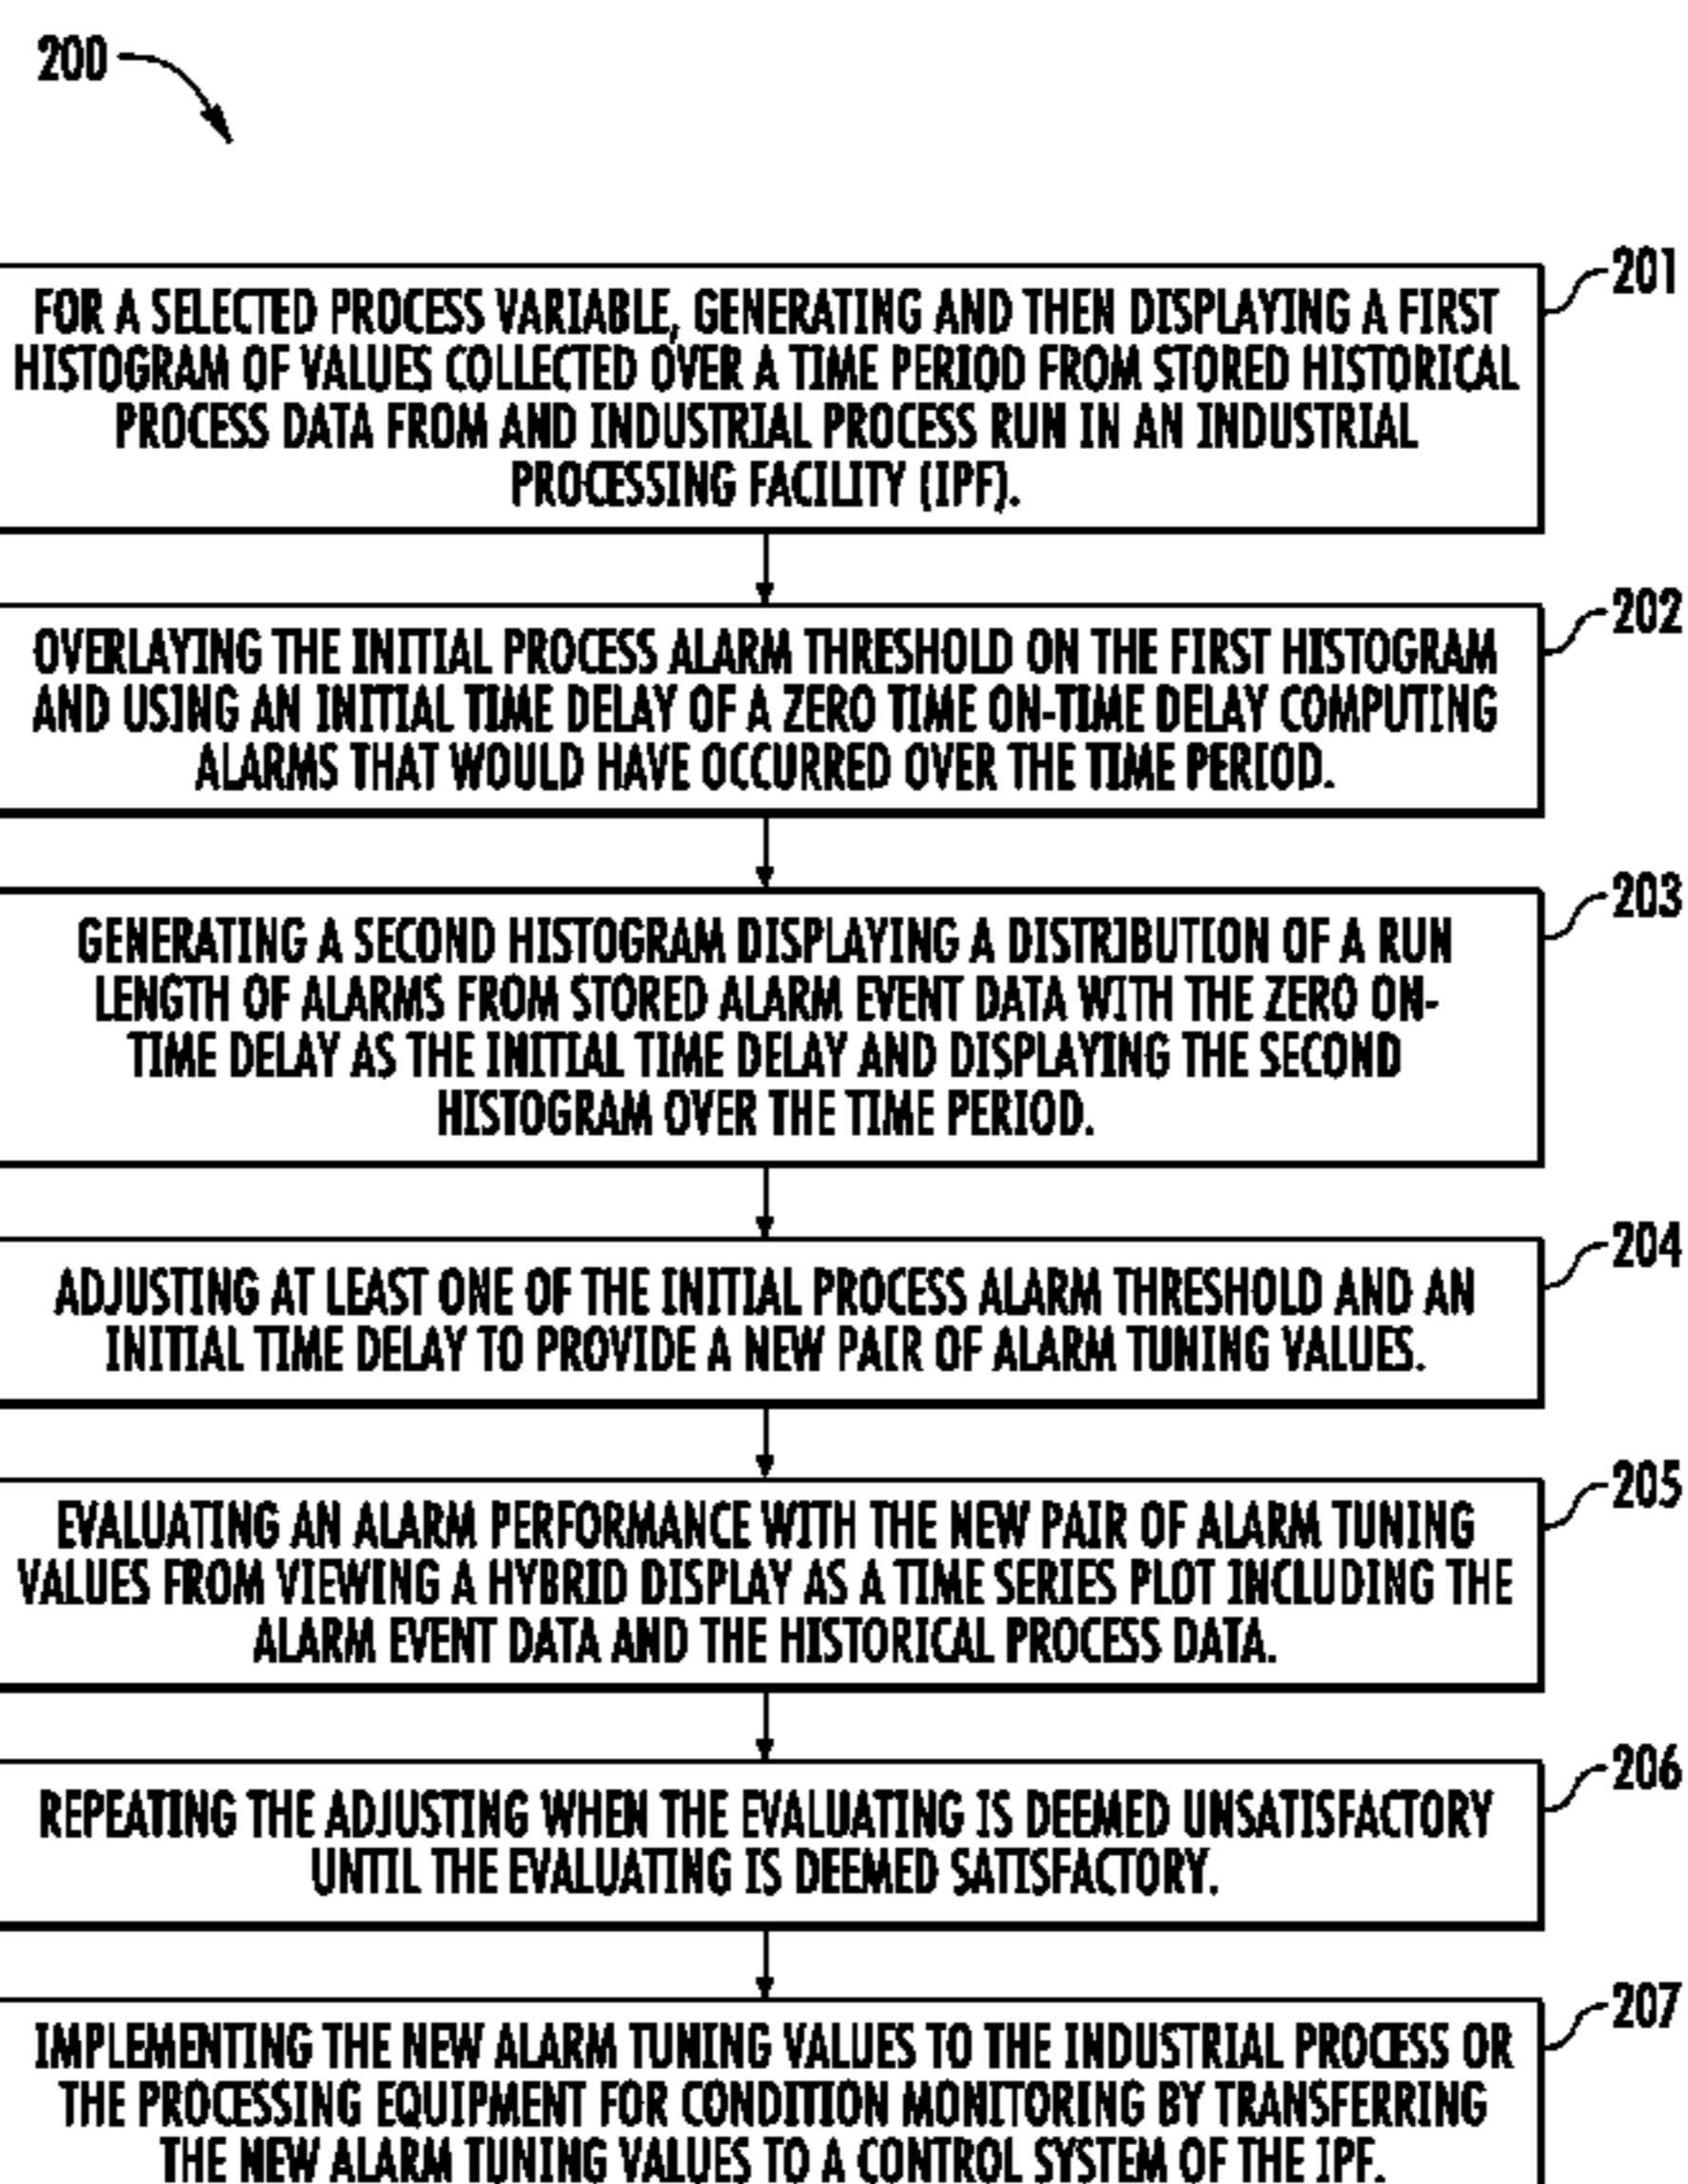 200
201
FOR A SELECTED PROCESS VARIABLE, GENERATING AND THEN DISPLAYING A FIRST
HISTOGRAM OF VALUES COLLECTED OVER A TIME PERIOD FROM STORED HISTORICAL
PROCESS DATA FROM AND INDUSTRIAL PROCESS RUN IN AN INDUSTRIAL
PROCESSING FACILITY (IPF).
202
OVERLAYING THE INITIAL PROCESS ALARM THRESHOLD ON THE FIRST HISTOGRAM
AND USING AN INITIAL TIME DELAY OF A ZERO TIME ON-TIME DELAY COMPUTING
ALARMS THAT WOULD HAVE OCCURRED OVER THE TIME PERIOD.
203
GENERATING A SECOND HISTOGRAM DISPLAYING A DISTRIBUTION OF A RUN
LENGTH OF ALARMS FROM STORED ALARM EVENT DATA WITH THE ZERO ON-
TIME DELAY AS THE INITIAL TIME DELAY AND DISPLAYING THE SECOND
HISTOGRAM OVER THE TIME PERIOD.
204
ADJUSTING AT LEAST ONE OF THE INITIAL PROCESS ALARM THRESHOLD AND AN
INITIAL TIME DELAY TO PROVIDE A NEW PAIR OF ALARM TUNING VALUES.
205
EVALUATING AN ALARM PERFORMANCE WITH THE NEW PAIR OF ALARM TUNING
VALUES FROM VIEWING A HYBRID DISPLAY AS A TIME SERIES PLOT INCLUDING THE
ALARM EVENT DATA AND THE HISTORICAL PROCESS DATA.
206
REPEATING THE ADJUSTING WHEN THE EVALUATING IS DEEMED UNSATISFACTORY
UNTIL THE EVALUATING IS DEEMED SATISFACTORY.
207
IMPLEMENTING THE NEW ALARM TUNING VALUES TO THE INDUSTRIAL PROCESS OR
THE PROCESSING EQUIPMENT FOR CONDITION MONITORING BY TRANSFERRING
THE NEW ALARM TUNING VALUES TO A CONTROL SYSTEM OF THE IPF.